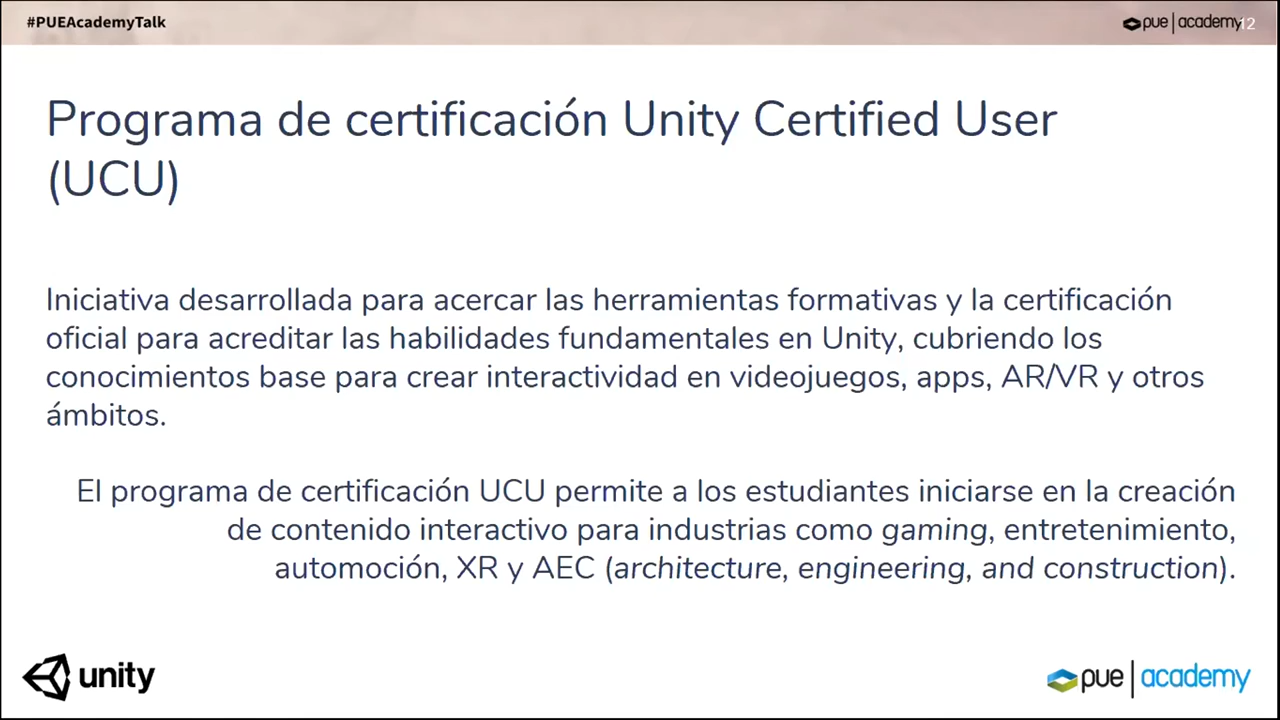 #PUEAcademyTalk
pue academy
12
Programa de certificación Unity Certified User
(UCU)
Iniciativa desarrollada para acercar las herramientas formativas y la certificación
oficial para acreditar las habilidades fundamentales en Unity, cubriendo los
conocimientos base para crear interactividad en videojuegos, apps, AR/VR y otros
ámbitos.
El programa de certificación UCU permite a los estudiantes iniciarse en la creación
de contenido interactivo para industrias como gaming, entretenimiento,
automoción, XR y AEC (architecture, engineering, and construction).
unity
pue academy